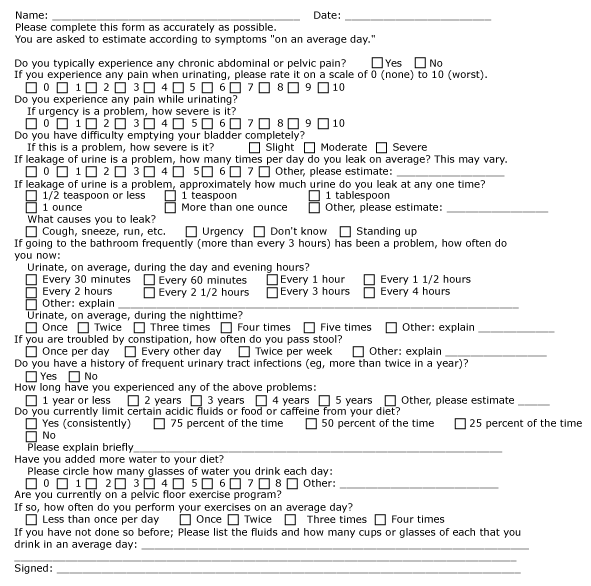 Name: ______________________________________________ Date: ___________________________
Please complete this form as accurately as possible.
You are asked to estimate according to symptoms "on an average day."
Do you typically experience any chronic abdominal or pelvic pain? ☐ Yes ☐ No
If you experience any pain when urinating, please rate it on a scale of 0 (none) to 10 (worst).
☐ 0 ☐ 1 ☐ 2 ☐ 3 ☐ 4 ☐ 5 ☐ 6 ☐ 7 ☐ 8 ☐ 9 ☐ 10
Do you experience any pain while urinating?
If urgency is a problem, how severe is it?
☐ 0 ☐ 1 ☐ 2 ☐ 3 ☐ 4 ☐ 5 ☐ 6 ☐ 7 ☐ 8 ☐ 9 ☐ 10
Do you have difficulty emptying your bladder completely?
If this is a problem, how severe is it? ☐ Slight ☐ Moderate ☐ Severe
If leakage of urine is a problem, how many times per day do you leak on average? This may vary.
☐ 0 ☐ 1 ☐ 2 ☐ 3 ☐ 4 ☐ 5 ☐ 6 ☐ 7 ☐ Other, please estimate: ____________________
If leakage of urine is a problem, approximately how much urine do you leak at any one time?
☐ 1/2 teaspoon or less ☐ 1 teaspoon ☐ 1 tablespoon
☐ 1 ounce ☐ More than one ounce ☐ Other, please estimate: ___________________
What causes you to leak?
☐ Cough, sneeze, run, etc. ☐ Urgency ☐ Don't know ☐ Standing up
If going to the bathroom frequently (more than every 3 hours) has been a problem, how often do
you now:
Urinate, on average, during the day and evening hours?
☐ Every 30 minutes ☐ Every 60 minutes ☐ Every 1 hour ☐ Every 1 1/2 hours
☐ Every 2 hours ☐ Every 2 1/2 hours ☐ Every 3 hours ☐ Every 4 hours
☐ Other: explain ________________________________________________
Urinate, on average, during the nighttime?
☐ Once ☐ Twice ☐ Three times ☐ Four times ☐ Five times ☐ Other: explain ______________
If you are troubled by constipation, how often do you pass stool?
☐ Once per day ☐ Every other day ☐ Twice per week ☐ Other: explain ___________________
Do you have a history of frequent urinary tract infections (eg, more than twice in a year)?
☐ Yes ☐ No
How long have you experienced any of the above problems:
☐ 1 year or less ☐ 2 years ☐ 3 years ☐ 4 years ☐ 5 years ☐ Other, please estimate ______
Do you currently limit certain acidic fluids or food or caffeine from your diet?
☐ Yes (consistently) ☐ 75 percent of the time ☐ 50 percent of the time ☐ 25 percent of the time
☐ No
Please explain briefly____________________________________________________________________
Have you added more water to your diet?
Please circle how many glasses of water you drink each day:
☐ 0 ☐ 1 ☐ 2 ☐ 3 ☐ 4 ☐ 5 ☐ 6 ☐ 7 ☐ 8 ☐ Other: _____________________________
Are you currently on a pelvic floor exercise program?
If so, how often do you perform your exercises on an average day?
☐ Less than once per day ☐ Once ☐ Twice ☐ Three times ☐ Four times
If you have not done so before; Please list the fluids and how many cups or glasses of each that you
drink in an average day: ________________________________________________________________________
______________________________________________________________________________________________
Signed: _______________________________________________________________________________________